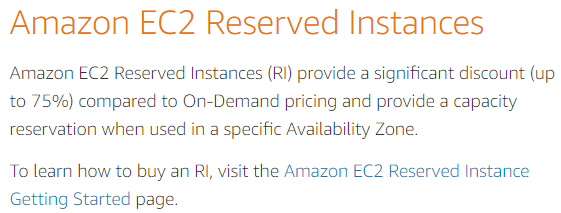 Amazon EC2 Reserved Instances
Amazon EC2 Reserved Instances (RI) provide a significant discount (up
to 75%) compared to On-Demand pricing and provide a capacity
reservation when used in a specific Availability Zone.
To learn how to buy an RI, visit the Amazon EC2 Reserved Instance
Getting Started page.